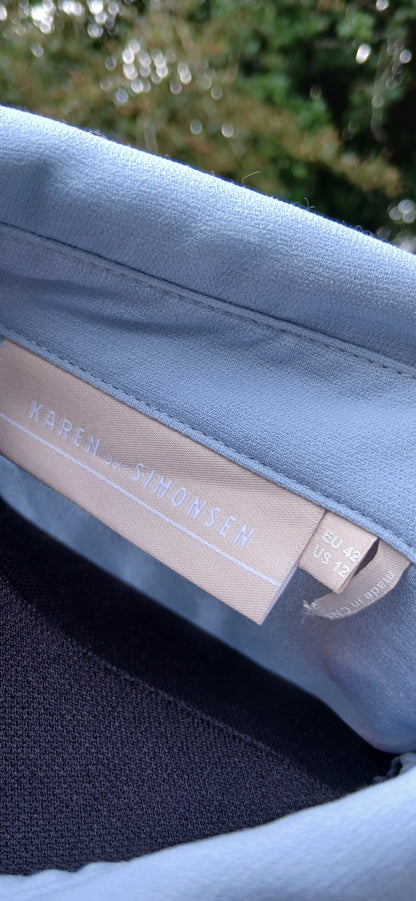 KAREN BY SIMONSEN
EU 42
US 12
made in